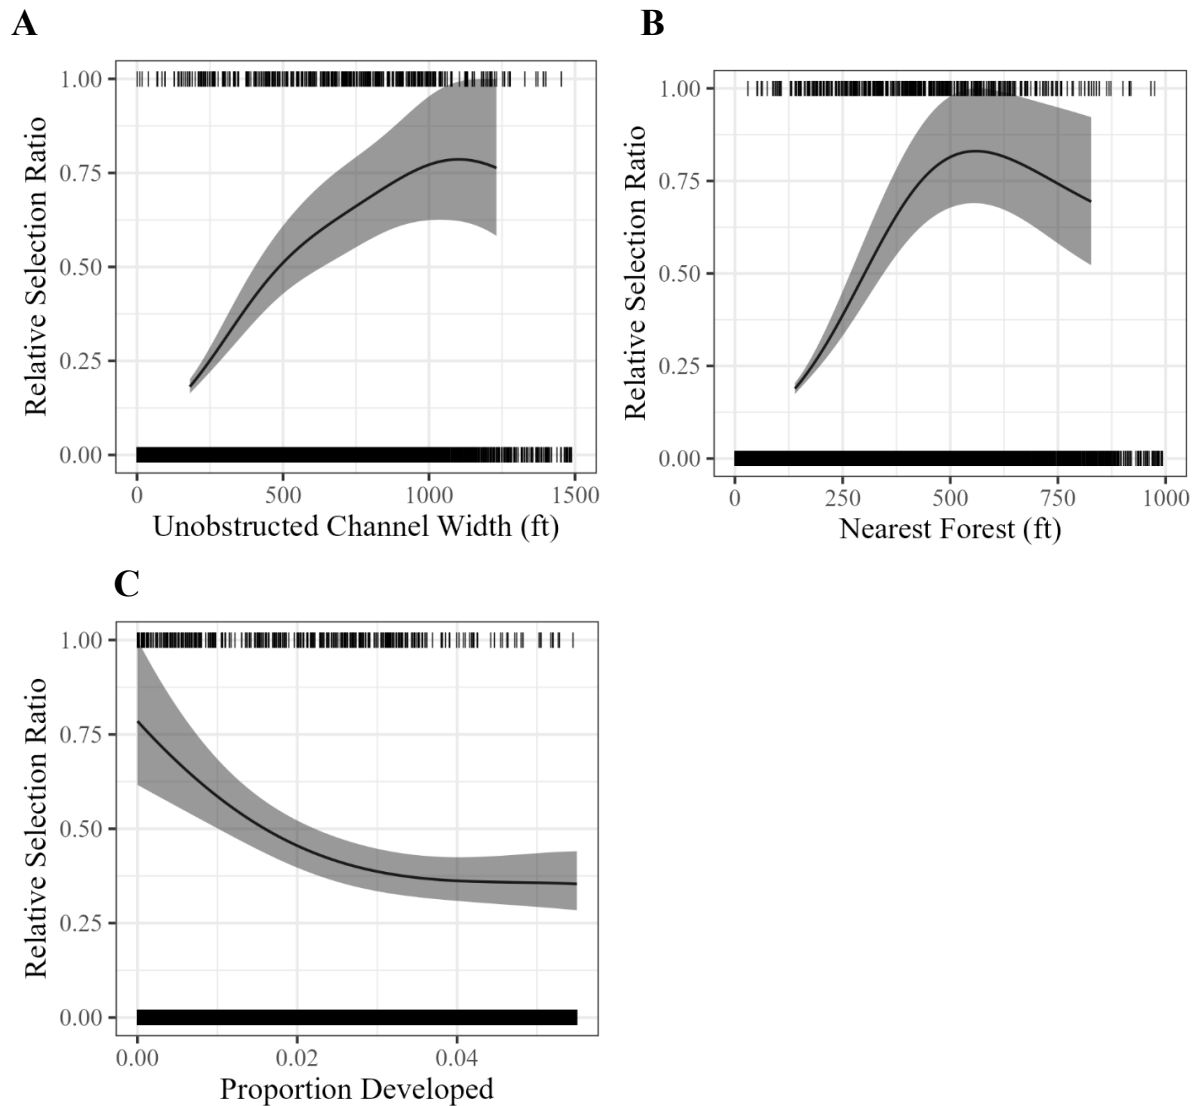 A
Relative Selection Ratio
1.00
0.75
0.50
0.25
0.00
0 500 1000 1500
Unobstructed Channel Width (ft)
B
Relative Selection Ratio
1.00
0.75
0.50
0.25
0.00
0 250 500 750 1000
Nearest Forest (ft)
C
Relative Selection Ratio
1.00
0.75
0.50
0.25
0.00
0.00 0.02 0.04
Proportion Developed